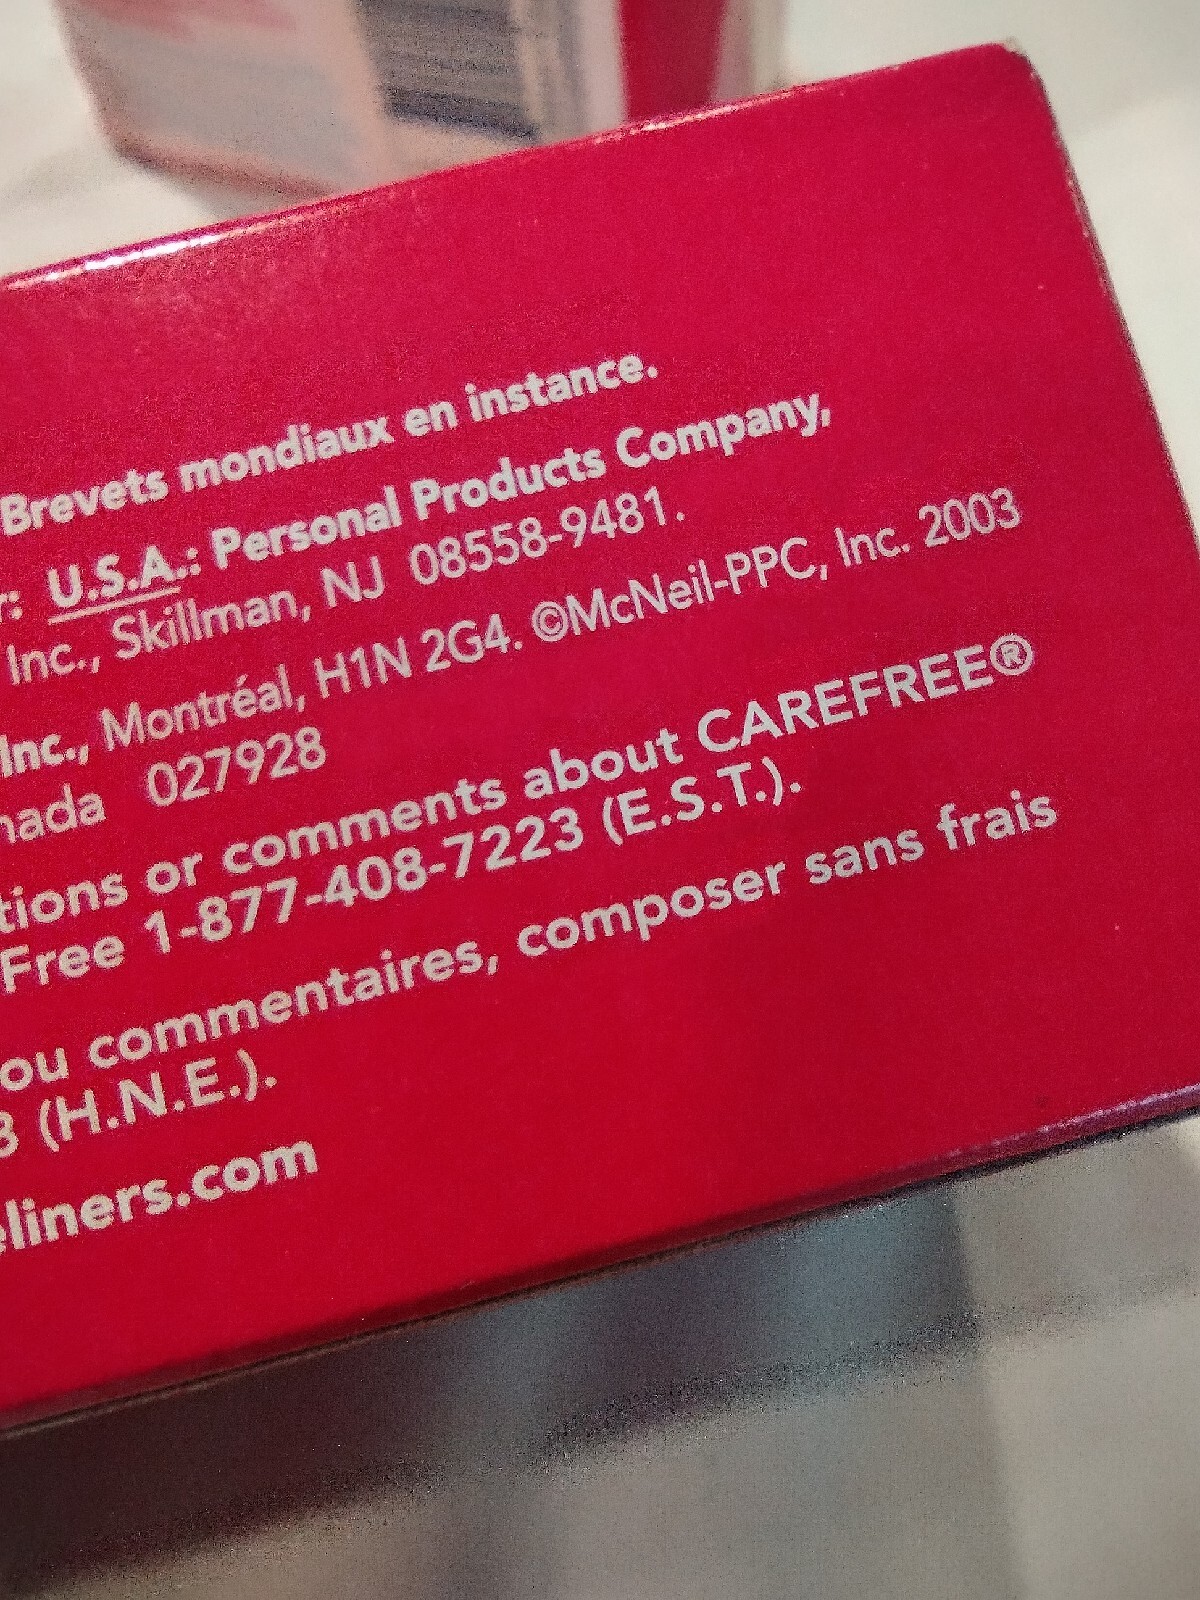 Brevets mondiaux en instance.
U.S.A.: Personal Products Company,
Inc., Skillman, NJ 08558-9481.
Inc., Montréal, H1N 2G4. ©McNeil-PPC, Inc. 2003
nada 027928
tions or comments about CAREFREE®
Free 1-877-408-7223 (E.S.T.).
ou commentaires, composer sans frais
3 (H.N.E.).
eliners.com